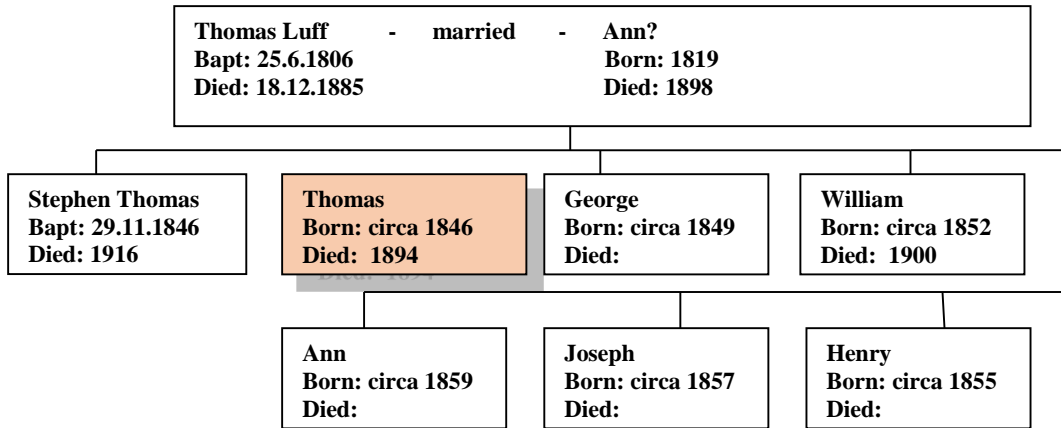 Thomas Luff - married - Ann?
Bapt: 25.6.1806 Born: 1819
Died: 18.12.1885 Died: 1898
Stephen Thomas
Bapt: 29.11.1846
Died: 1916
Thomas
Born: circa 1846
Died: 1894
Died: 1894
George
Born: circa 1849
Died:
William
Born: circa 1852
Died: 1900
Ann
Born: circa 1859
Died:
Joseph
Born: circa 1857
Died:
Henry
Born: circa 1855
Died: